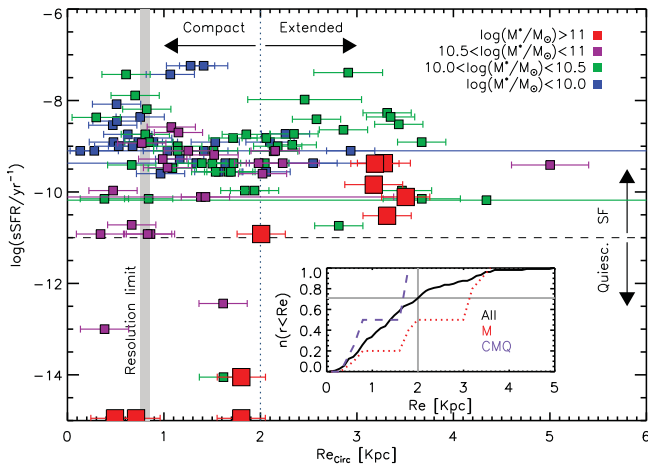 Compact
Extended
log(M*/M☉)>11
10.5<log(M*/M☉)<11
10.0<log(M*/M☉)<10.5
log(M*/M☉)<10.0
-6
-8
-10
-12
-14
log(sSFR/yr⁻¹)
Resolution limit
SF
Quiesc.
1.0
0.8
0.6
0.4
0.2
0.0
n(r<Re)
All
M
CMQ
0 1 2 3 4 5
Re [Kpc]
0 1 2 3 4 5 6
Re_Circ [Kpc]